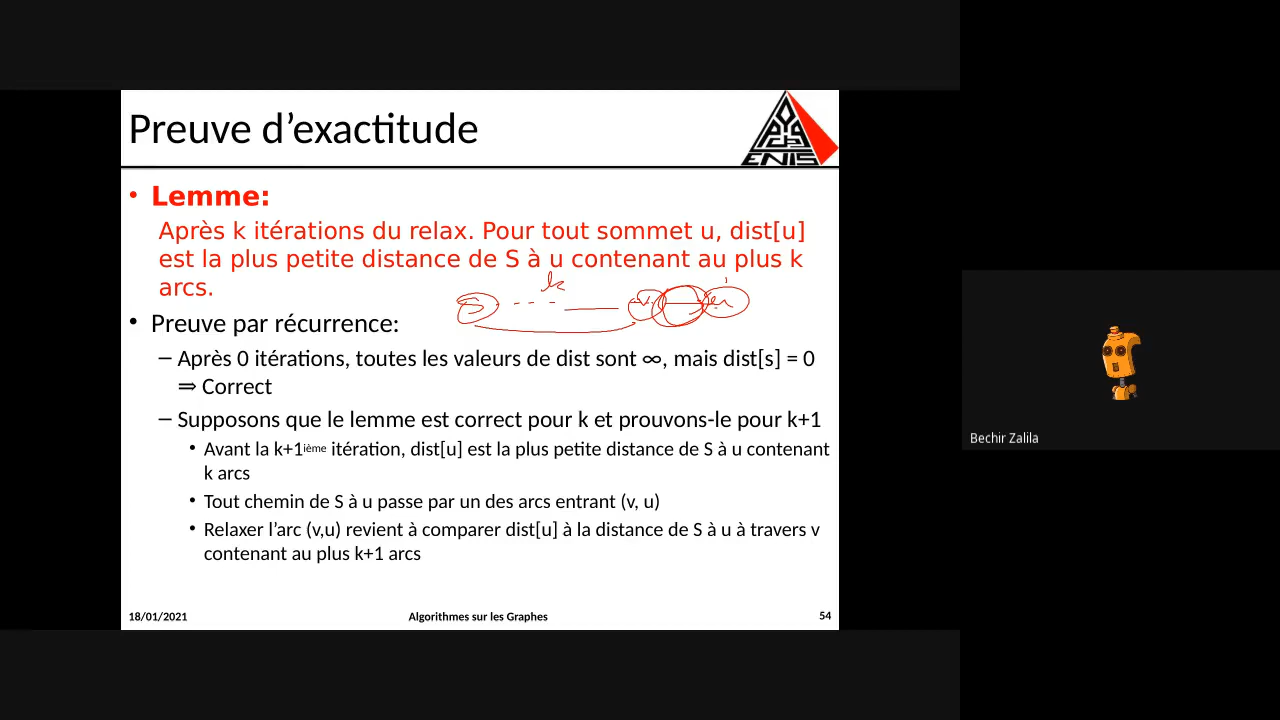 Preuve d’exactitude
ENIS
• Lemme:
Après k itérations du relax. Pour tout sommet u, dist[u]
est la plus petite distance de S à u contenant au plus k
arcs.
k
S --- v u
• Preuve par récurrence:
– Après 0 itérations, toutes les valeurs de dist sont ∞, mais dist[s] = 0
⇒ Correct
– Supposons que le lemme est correct pour k et prouvons-le pour k+1
• Avant la k+1ième itération, dist[u] est la plus petite distance de S à u contenant
k arcs
• Tout chemin de S à u passe par un des arcs entrant (v, u)
• Relaxer l’arc (v,u) revient à comparer dist[u] à la distance de S à u à travers v
contenant au plus k+1 arcs
18/01/2021 Algorithmes sur les Graphes 54
Bechir Zalila